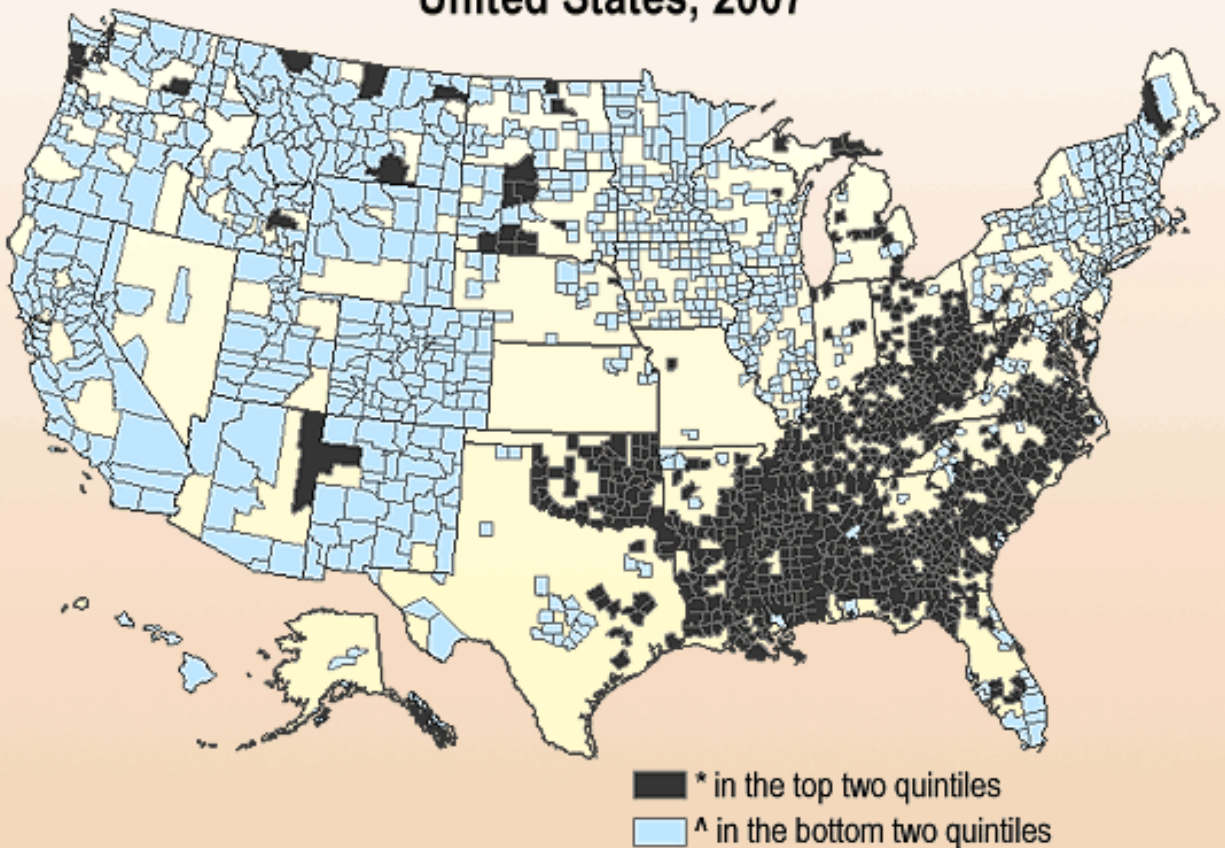 United States, 2007
* in the top two quintiles
^ in the bottom two quintiles